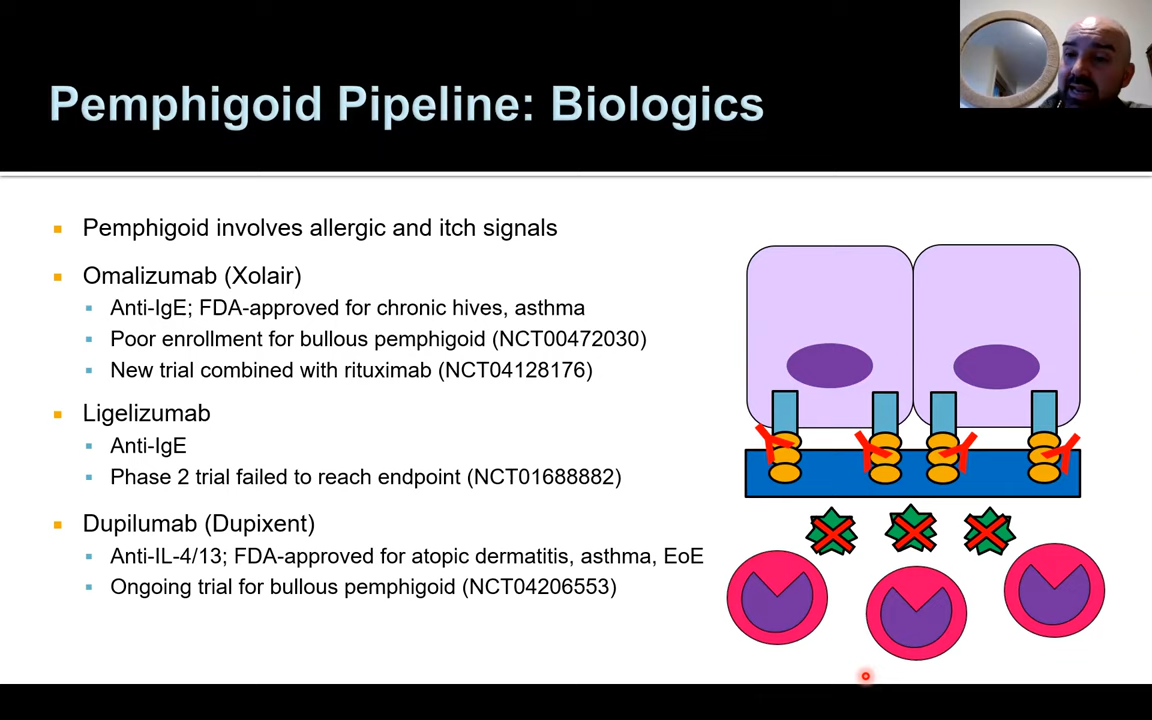 Pemphigoid Pipeline: Biologics
Pemphigoid involves allergic and itch signals
Omalizumab (Xolair)
Anti-IgE; FDA-approved for chronic hives, asthma
Poor enrollment for bullous pemphigoid (NCT00472030)
New trial combined with rituximab (NCT04128176)
Ligelizumab
Anti-IgE
Phase 2 trial failed to reach endpoint (NCT01688882)
Dupilumab (Dupixent)
Anti-IL-4/13; FDA-approved for atopic dermatitis, asthma, EoE
Ongoing trial for bullous pemphigoid (NCT04206553)